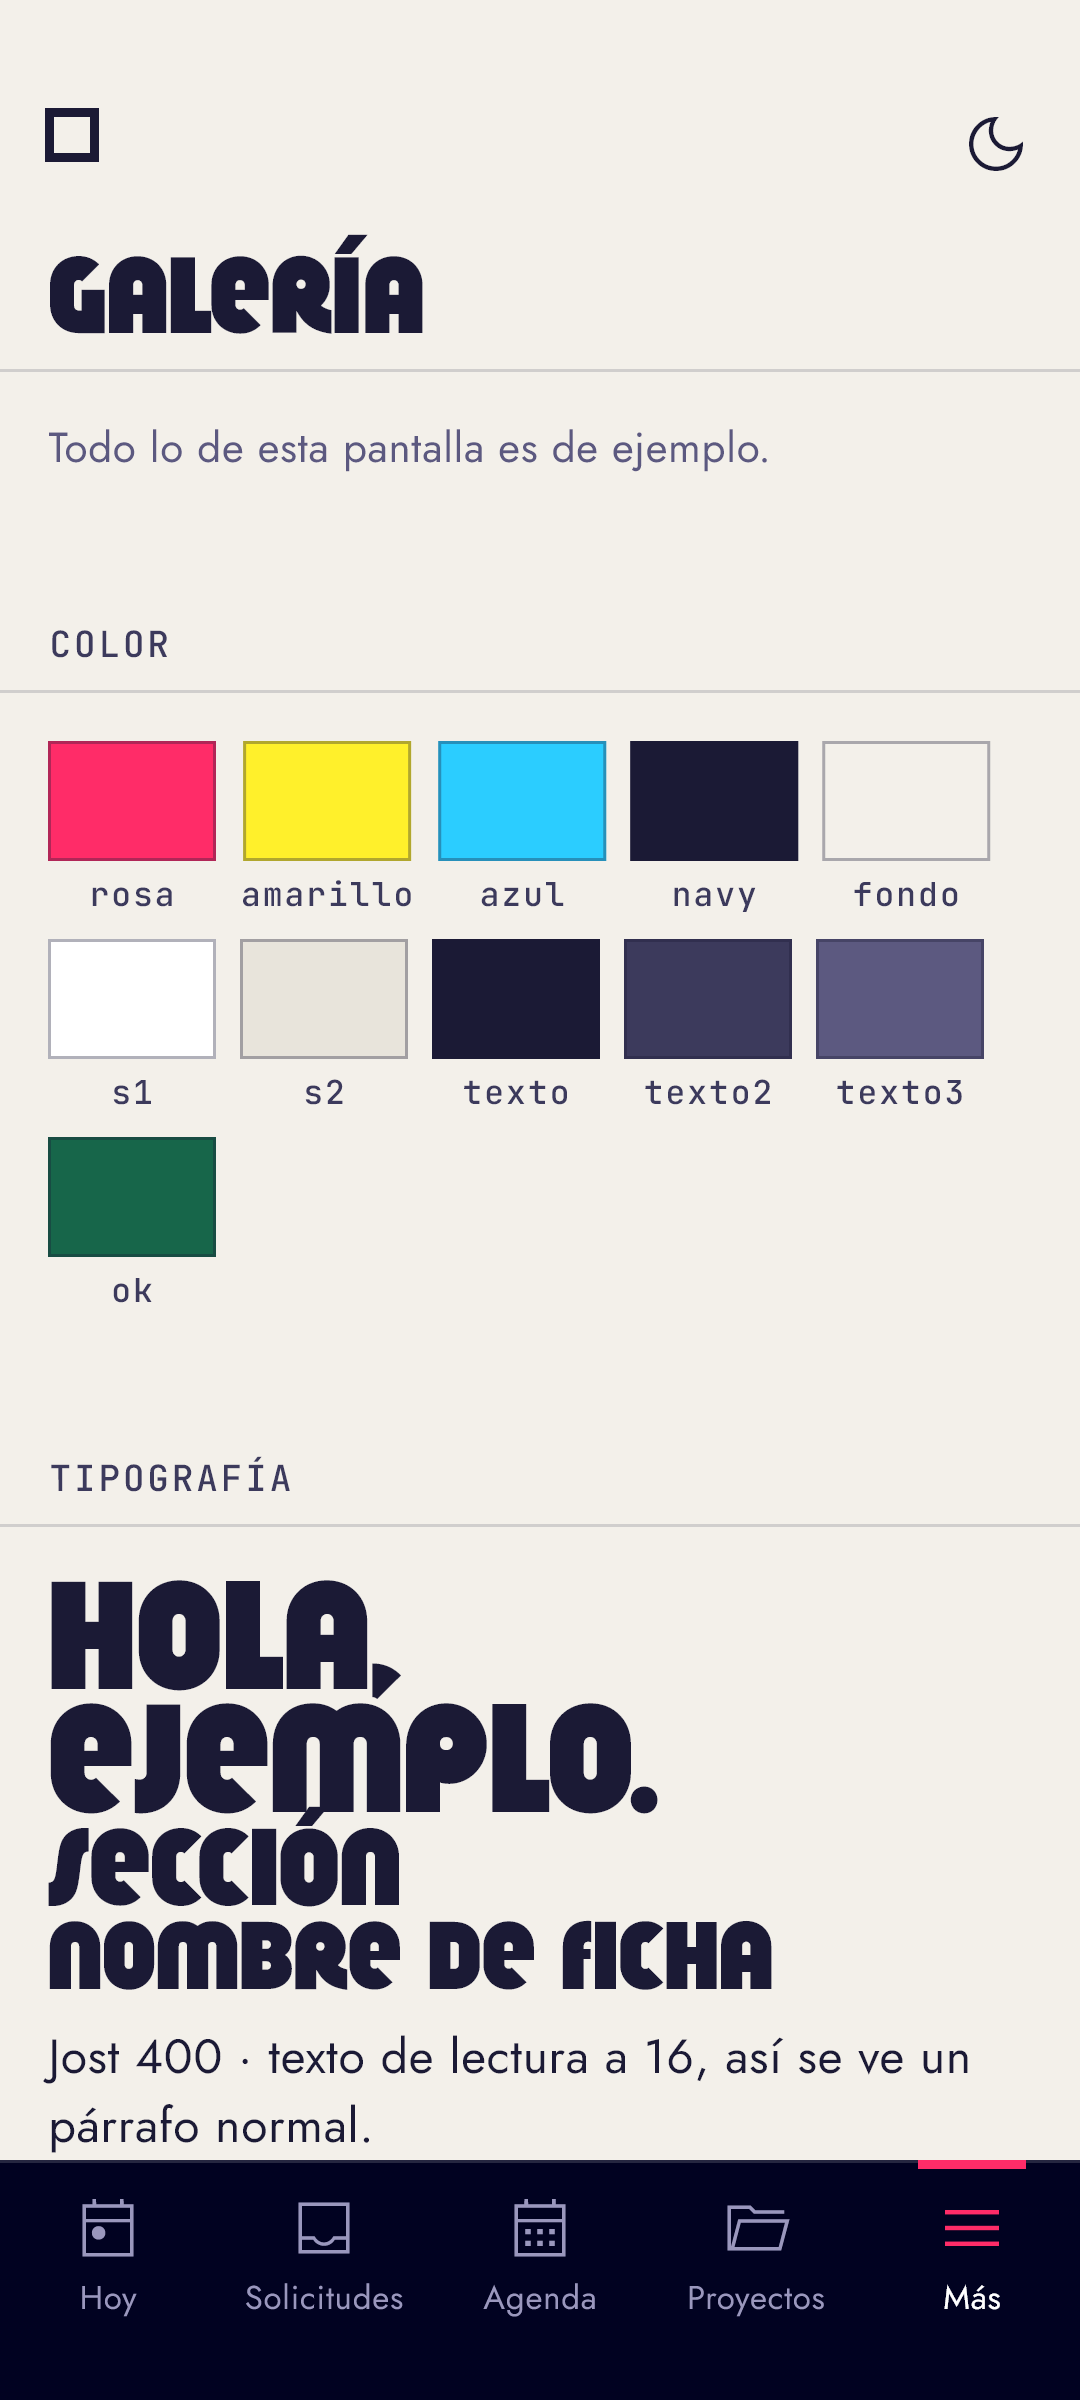 GALERÍA
Todo lo de esta pantalla es de ejemplo.
COLOR
rosa amarillo azul navy fondo
s1 s2 texto texto2 texto3
ok
TIPOGRAFÍA
HOLA,
EJEMPLO.
SECCIÓN
NOMBRE DE FICHA
Jost 400 · texto de lectura a 16, así se ve un
párrafo normal.
Hoy Solicitudes Agenda Proyectos Más